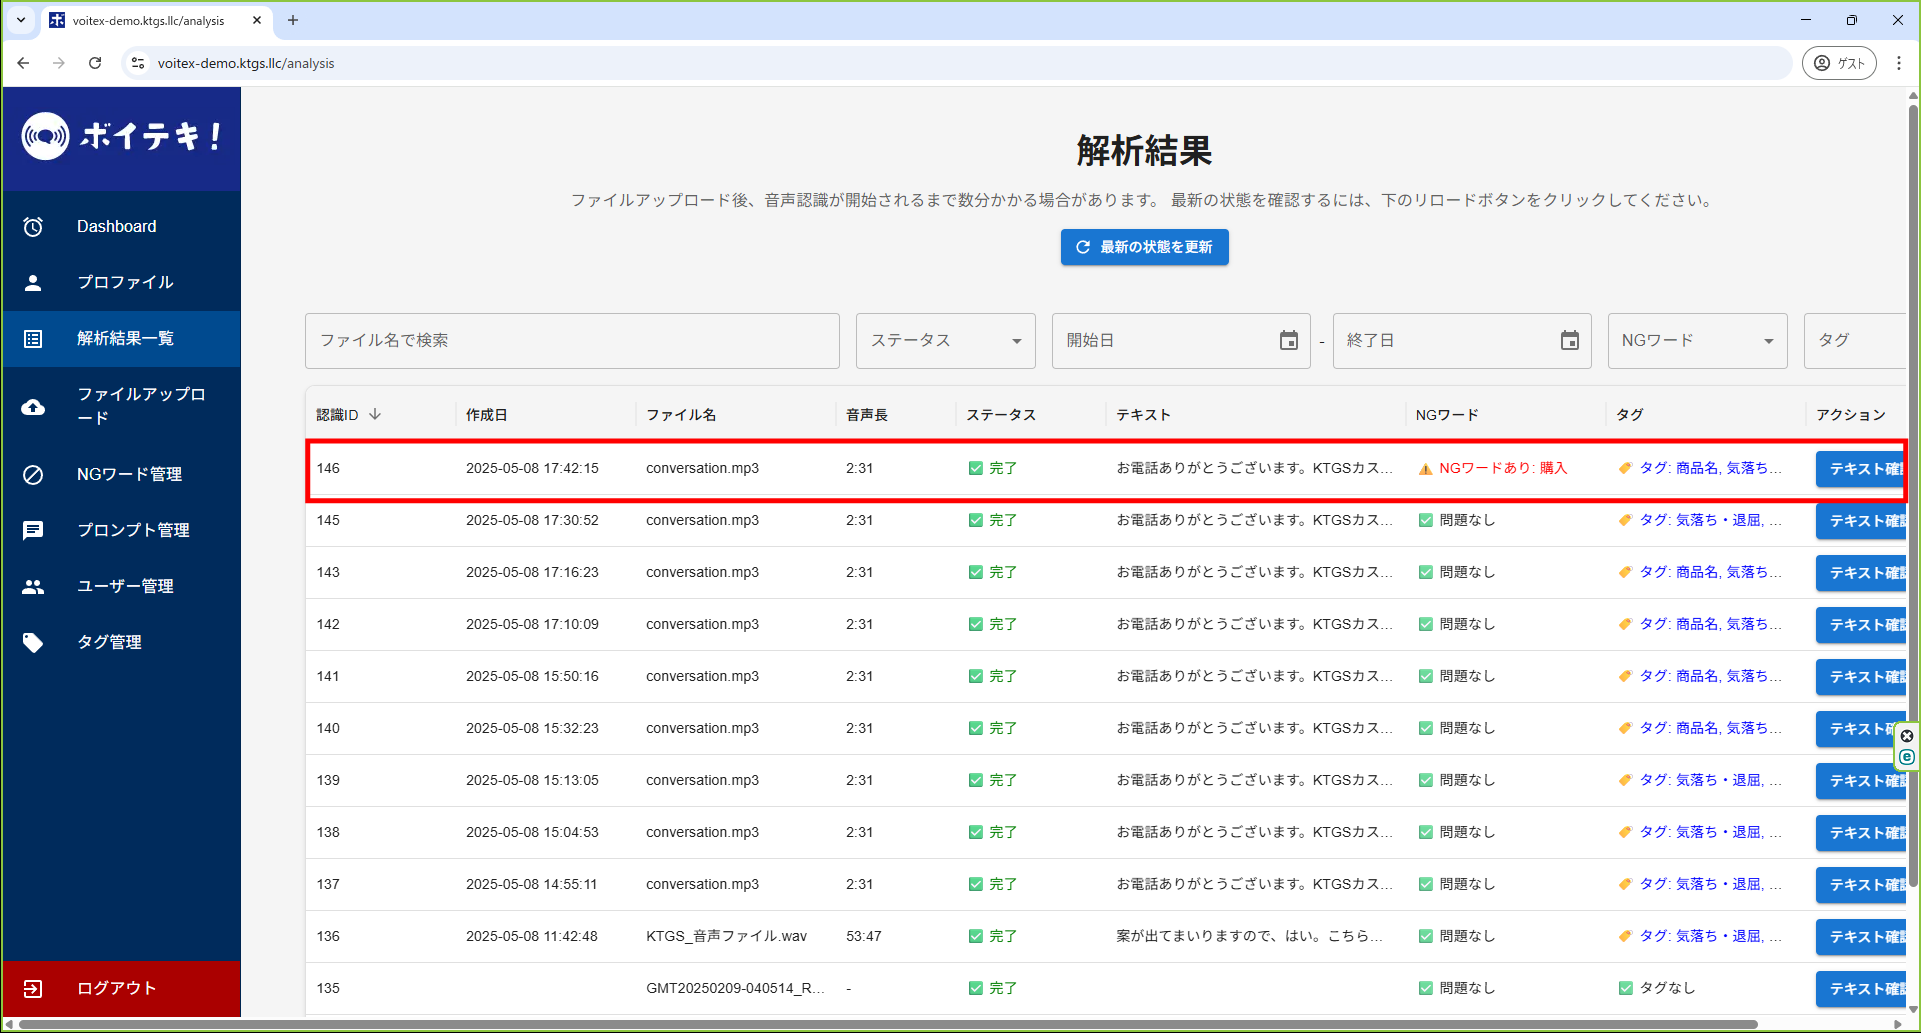 voitex-demo.ktgs.llc/analysis
voitex-demo.ktgs.llc/analysis
ゲスト
ボイテキ！
Dashboard
プロファイル
解析結果一覧
ファイルアップロ
ード
NGワード管理
プロンプト管理
ユーザー管理
タグ管理
ログアウト
解析結果
ファイルアップロード後、音声認識が開始されるまで数分かかる場合があります。 最新の状態を確認するには、下のリロードボタンをクリックしてください。
最新の状態を更新
ファイル名で検索 ステータス 開始日 - 終了日 NGワード タグ
認識ID 作成日 ファイル名 音声長 ステータス テキスト NGワード タグ アクション
146 2025-05-08 17:42:15 conversation.mp3 2:31 完了 お電話ありがとうございます。KTGSカス... NGワードあり: 購入 タグ: 商品名, 気落ち... テキスト確認
145 2025-05-08 17:30:52 conversation.mp3 2:31 完了 お電話ありがとうございます。KTGSカス... 問題なし タグ: 気落ち・退屈, ... テキスト確認
143 2025-05-08 17:16:23 conversation.mp3 2:31 完了 お電話ありがとうございます。KTGSカス... 問題なし タグ: 商品名, 気落ち... テキスト確認
142 2025-05-08 17:10:09 conversation.mp3 2:31 完了 お電話ありがとうございます。KTGSカス... 問題なし タグ: 商品名, 気落ち... テキスト確認
141 2025-05-08 15:50:16 conversation.mp3 2:31 完了 お電話ありがとうございます。KTGSカス... 問題なし タグ: 商品名, 気落ち... テキスト確認
140 2025-05-08 15:32:23 conversation.mp3 2:31 完了 お電話ありがとうございます。KTGSカス... 問題なし タグ: 商品名, 気落ち... テキスト確認
139 2025-05-08 15:13:05 conversation.mp3 2:31 完了 お電話ありがとうございます。KTGSカス... 問題なし タグ: 気落ち・退屈, ... テキスト確認
138 2025-05-08 15:04:53 conversation.mp3 2:31 完了 お電話ありがとうございます。KTGSカス... 問題なし タグ: 気落ち・退屈, ... テキスト確認
137 2025-05-08 14:55:11 conversation.mp3 2:31 完了 お電話ありがとうございます。KTGSカス... 問題なし タグ: 気落ち・退屈, ... テキスト確認
136 2025-05-08 11:42:48 KTGS_音声ファイル.wav 53:47 完了 案が出てまいりますので、はい。こちら... 問題なし タグ: 気落ち・退屈, ... テキスト確認
135 GMT20250209-040514_R... - 完了 問題なし タグなし テキスト確認